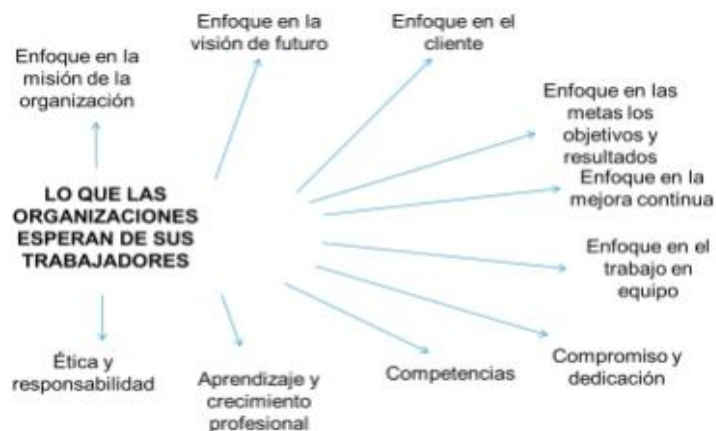 Enfoque en la
misión de la
organización
Enfoque en la
visión de futuro
Enfoque en el
cliente
Enfoque en las
metas los
objetivos y
resultados
Enfoque en la
mejora continua
Enfoque en el
trabajo en
equipo
Compromiso y
dedicación
Competencias
Aprendizaje y
crecimiento
profesional
Ética y
responsabilidad
LO QUE LAS
ORGANIZACIONES
ESPERAN DE SUS
TRABAJADORES